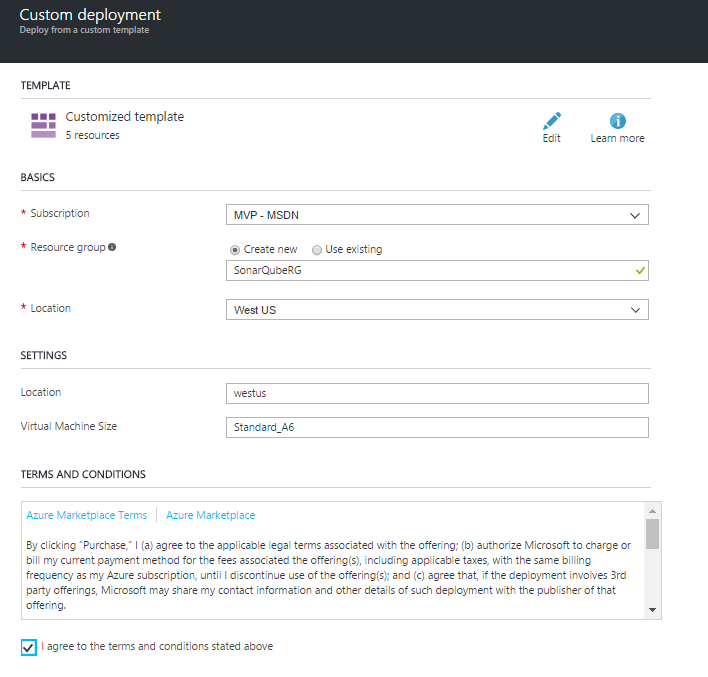 Custom deployment
Deploy from a custom template
TEMPLATE
Customized template
5 resources
Edit
Learn more
BASICS
* Subscription
MVP - MSDN
* Resource group
Create new
Use existing
SonarQubeRG
* Location
West US
SETTINGS
Location
westus
Virtual Machine Size
Standard_A6
TERMS AND CONDITIONS
Azure Marketplace Terms | Azure Marketplace
By clicking “Purchase,” I (a) agree to the applicable legal terms associated with the offering; (b) authorize Microsoft to charge or
bill my current payment method for the fees associated the offering(s), including applicable taxes, with the same billing
frequency as my Azure subscription, until I discontinue use of the offering(s); and (c) agree that, if the deployment involves 3rd
party offerings, Microsoft may share my contact information and other details of such deployment with the publisher of that
offering.
I agree to the terms and conditions stated above